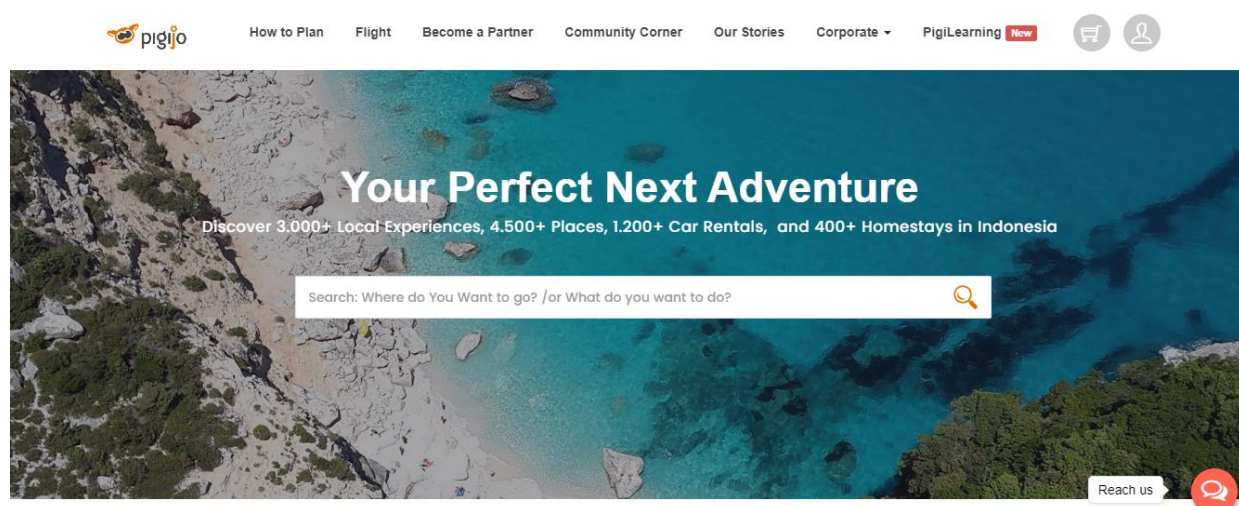 pigijo
How to Plan
Flight
Become a Partner
Community Corner
Our Stories
Corporate
PigiLearning New
Your Perfect Next Adventure
Discover 3.000+ Local Experiences, 4.500+ Places, 1.200+ Car Rentals, and 400+ Homestays in Indonesia
Search: Where do You Want to go? /or What do you want to do?
Reach us